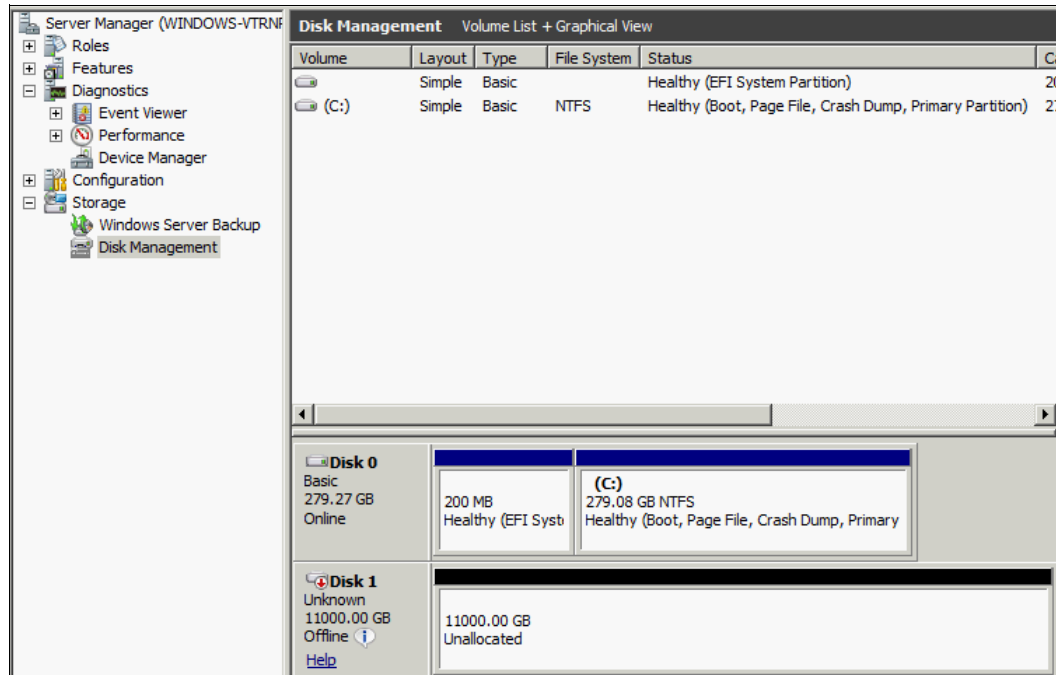 Server Manager (WINDOWS-VTRNF
Roles
Features
Diagnostics
Event Viewer
Performance
Device Manager
Configuration
Storage
Windows Server Backup
Disk Management
Disk Management Volume List + Graphical View
Volume Layout Type File System Status
Simple Basic Healthy (EFI System Partition)
(C:) Simple Basic NTFS Healthy (Boot, Page File, Crash Dump, Primary Partition)
Disk 0
Basic
279.27 GB
Online
200 MB
Healthy (EFI Syst
(C:)
279.08 GB NTFS
Healthy (Boot, Page File, Crash Dump, Primary
Disk 1
Unknown
11000.00 GB
Offline
Help
11000.00 GB
Unallocated